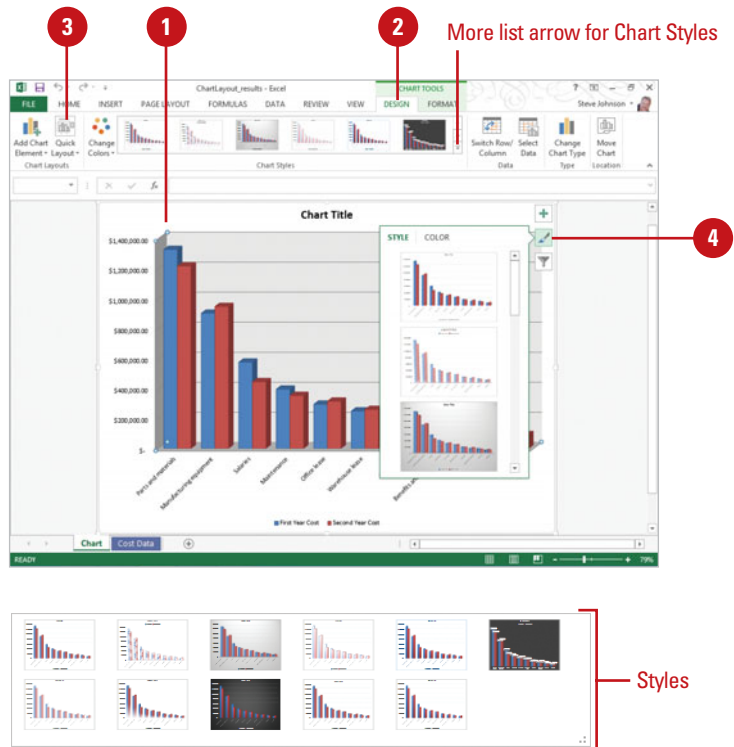 3 1 2 More list arrow for Chart Styles
ChartLayout_results - Excel CHART TOOLS ?
FILE HOME INSERT PAGE LAYOUT FORMULAS DATA REVIEW VIEW DESIGN FORMAT Steve Johnson
Add Chart Quick Change Switch Row/ Select Change Move
Element Layout Colors Column Data Chart Type Chart
Chart Layouts Chart Styles Data Type Location
fx
Chart Title
STYLE COLOR
4
$1,400,000.00
$1,200,000.00
$1,000,000.00
$800,000.00
$600,000.00
$400,000.00
$200,000.00
$-
Parts and materials
Manufacturing equipment
Salaries
Maintenance
Office lease
Warehouse lease
Benefits an
First Year Cost Second Year Cost
Chart Cost Data
READY 79%
Styles